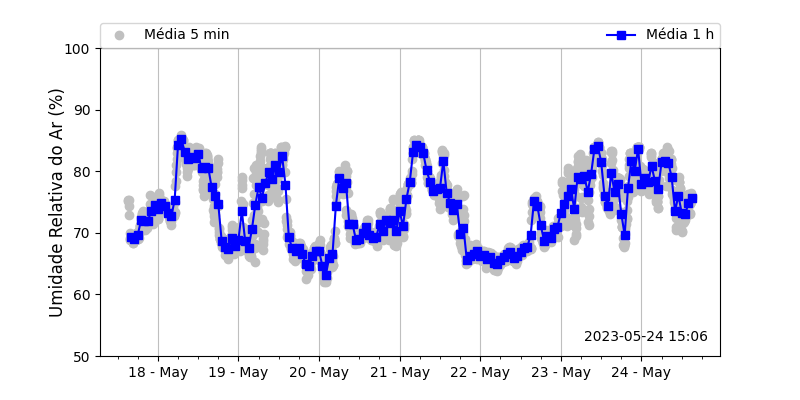 Média 5 min Média 1 h
100
90
80
70
60
50
Umidade Relativa do Ar (%)
2023-05-24 15:06
18 - May 19 - May 20 - May 21 - May 22 - May 23 - May 24 - May